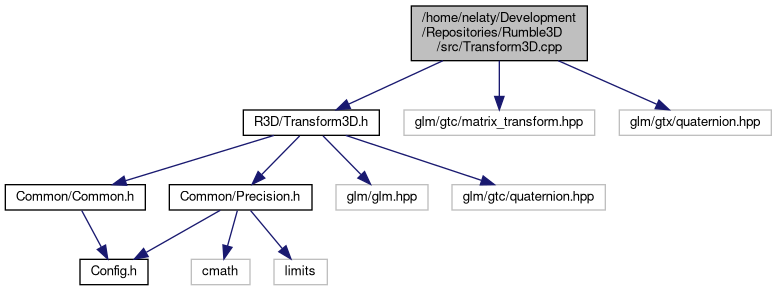 /home/nelaty/Development
/Repositories/Rumble3D
/src/Transform3D.cpp
R3D/Transform3D.h
glm/gtc/matrix_transform.hpp
glm/gtx/quaternion.hpp
Common/Common.h
Common/Precision.h
glm/glm.hpp
glm/gtc/quaternion.hpp
Config.h
cmath
limits